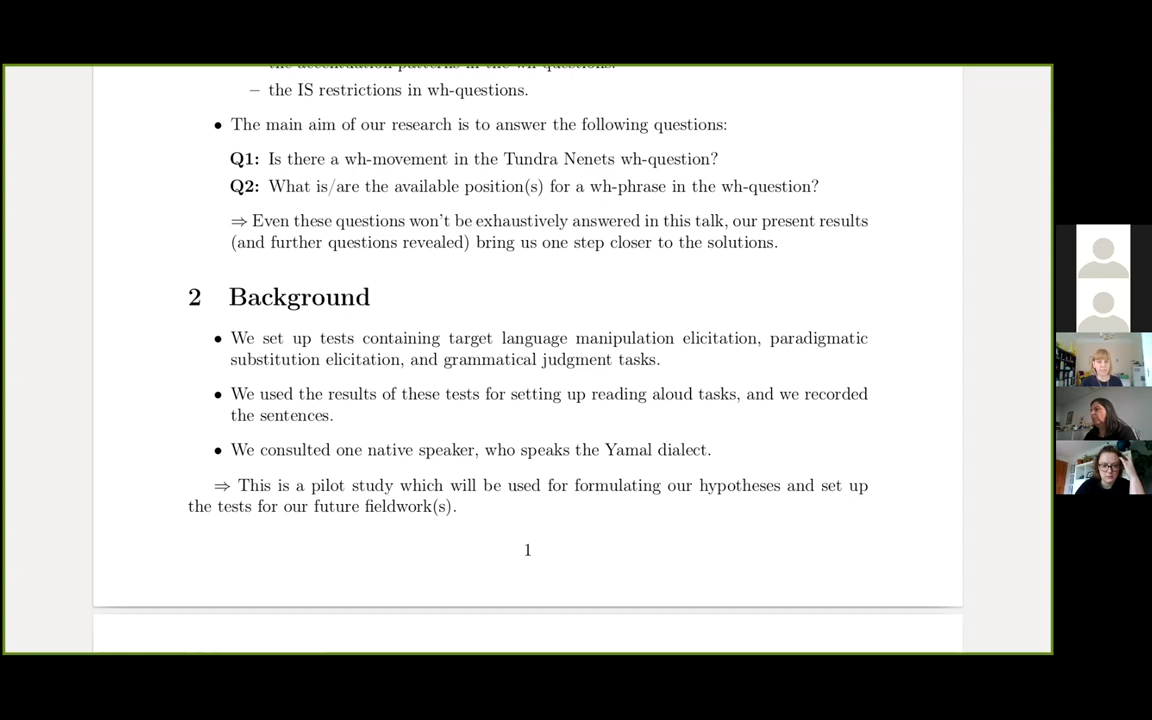 the accentuation patterns in the wh-questions.
– the IS restrictions in wh-questions.
• The main aim of our research is to answer the following questions:
Q1: Is there a wh-movement in the Tundra Nenets wh-question?
Q2: What is/are the available position(s) for a wh-phrase in the wh-question?
⇒ Even these questions won't be exhaustively answered in this talk, our present results
(and further questions revealed) bring us one step closer to the solutions.
2 Background
• We set up tests containing target language manipulation elicitation, paradigmatic
substitution elicitation, and grammatical judgment tasks.
• We used the results of these tests for setting up reading aloud tasks, and we recorded
the sentences.
• We consulted one native speaker, who speaks the Yamal dialect.
⇒ This is a pilot study which will be used for formulating our hypotheses and set up
the tests for our future fieldwork(s).
1